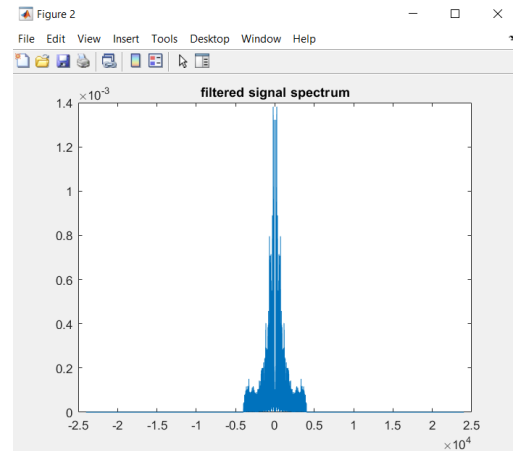 Figure 2
File Edit View Insert Tools Desktop Window Help
×10-3
filtered signal spectrum
1.4
1.2
1
0.8
0.6
0.4
0.2
0
-2.5 -2 -1.5 -1 -0.5 0 0.5 1 1.5 2 2.5
×104